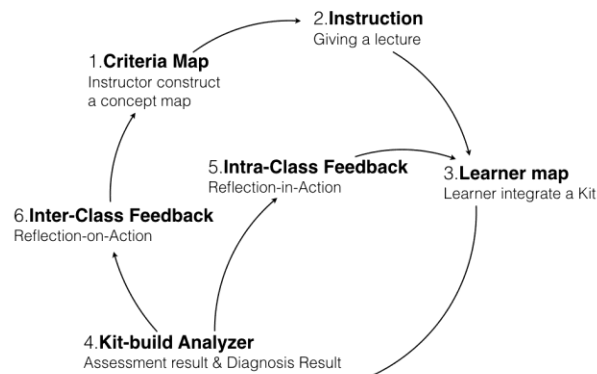 1.Criteria Map
Instructor construct
a concept map
2.Instruction
Giving a lecture
3.Learner map
Learner integrate a Kit
4.Kit-build Analyzer
Assessment result & Diagnosis Result
5.Intra-Class Feedback
Reflection-in-Action
6.Inter-Class Feedback
Reflection-on-Action